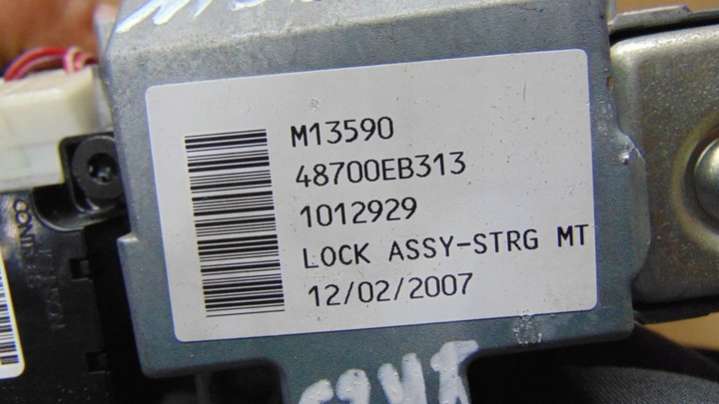 M13590
48700EB313
1012929
LOCK ASSY-STRG MT
12/02/2007